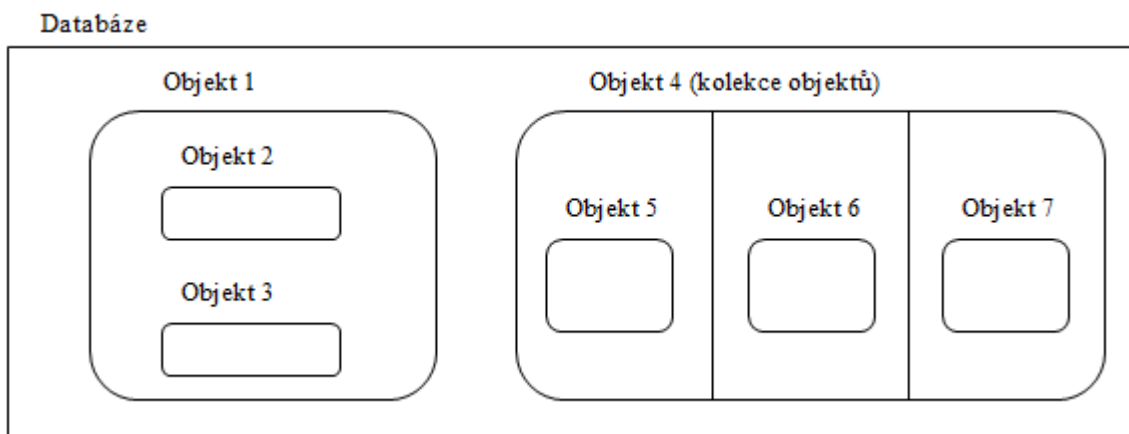 Databáze
Objekt 1
Objekt 4 (kolekce objektů)
Objekt 2
Objekt 3
Objekt 5
Objekt 6
Objekt 7